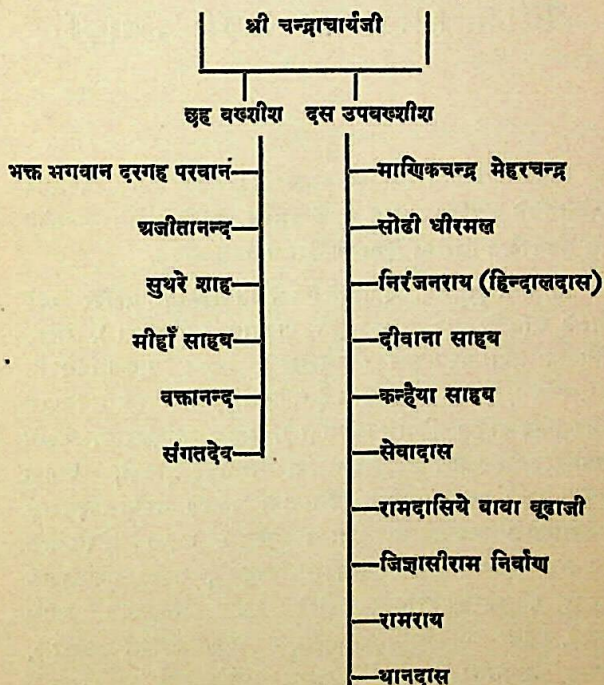 श्री चन्द्राचार्यजी
छह बख्शीश दस उपबख्शीश
भक्त भगवान दरगह परवान
अजीतानन्द
सुथरे शाह
मीहाँ साहब
वक्तानन्द
संगतदेव
माणिकचन्द्र मेहरचन्द्र
सोढी धीरमल
निरंजनराय (हिन्दालदास)
दीवाना साहब
कन्हैया साहब
सेवादास
रामदासिये बाबा बूढाजी
जिज्ञासीराम निर्वाण
रामराय
थानदास